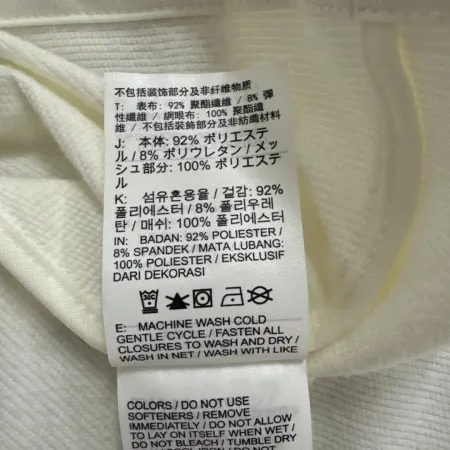 不包括装饰部分及非纤维物质
T: 表布: 92% 聚酯纖維 / 8% 彈
性纖維 / 網眼布: 100% 聚酯纖
維 / 不包括裝飾部分及非紡織材料
J: 本体: 92% ポリエステ
ル / 8% ポリウレタン / メッ
シュ部分: 100% ポリエステ
ル
K: 섬유혼용율 / 겉감: 92%
폴리에스터 / 8% 폴리우레
탄 / 매쉬: 100% 폴리에스터
IN: BADAN: 92% POLIESTER /
8% SPANDEK / MATA LUBANG:
100% POLIESTER / EKSKLUSIF
DARI DEKORASI
E: MACHINE WASH COLD
GENTLE CYCLE / FASTEN ALL
CLOSURES TO WASH AND DRY /
WASH IN NET / WASH WITH LIKE
COLORS / DO NOT USE
SOFTENERS / REMOVE
IMMEDIATELY / DO NOT ALLOW
TO LAY ON ITSELF WHEN WET /
DO NOT BLEACH / TUMBLE DRY